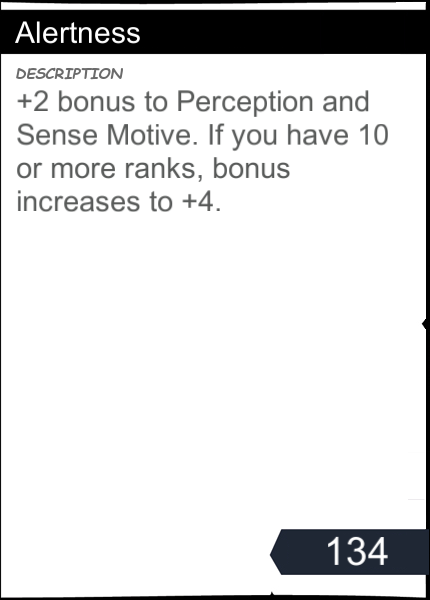 Alertness
DESCRIPTION
+2 bonus to Perception and
Sense Motive. If you have 10
or more ranks, bonus
increases to +4.
134